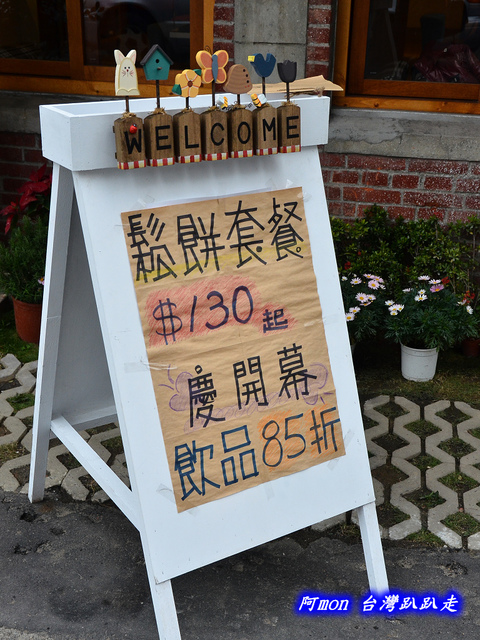 WELCOME
鬆餅套餐
$130起
慶開幕
飲品85折
阿mon 台灣趴趴走